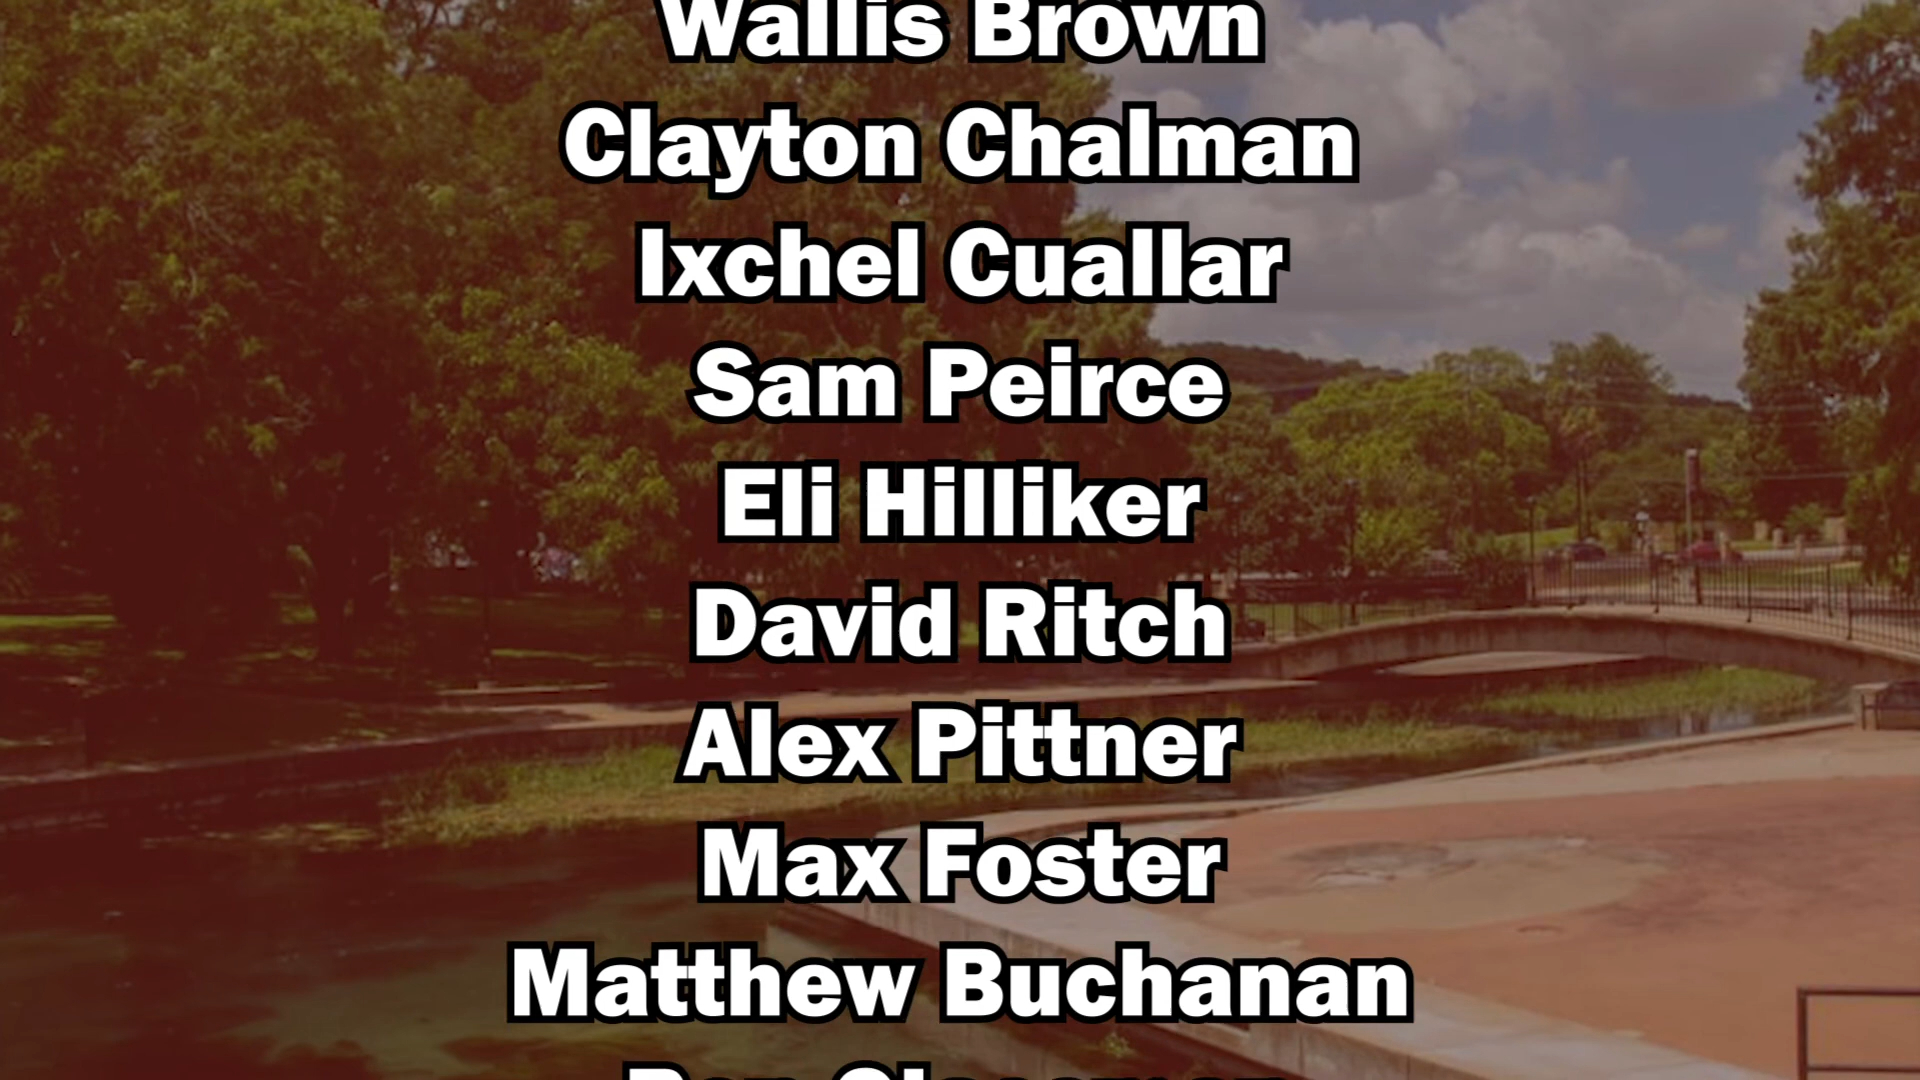 Wallis Brown
Clayton Chalman
Ixchel Cuallar
Sam Peirce
Eli Hilliker
David Ritch
Alex Pittner
Max Foster
Matthew Buchanan